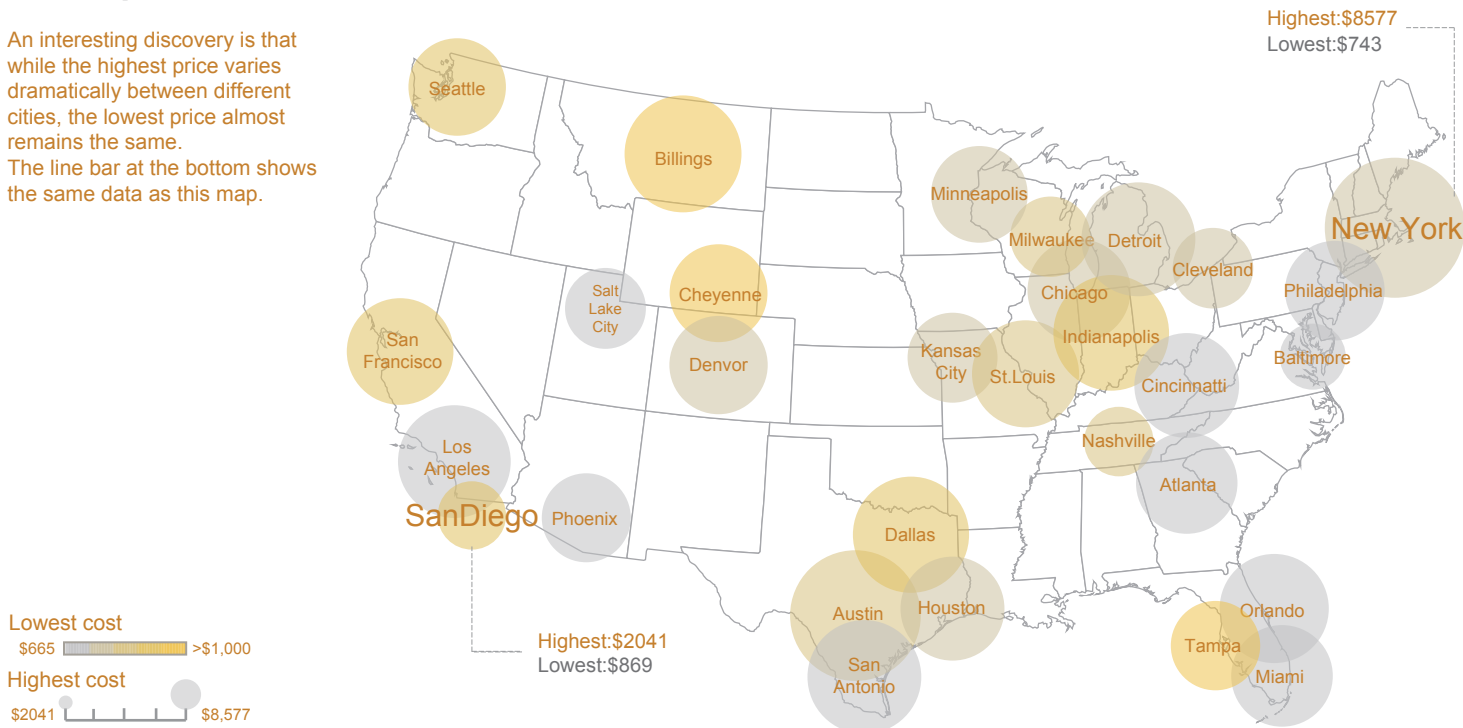 An interesting discovery is that
while the highest price varies
dramatically between different
cities, the lowest price almost
remains the same.
The line bar at the bottom shows
the same data as this map.
Highest:$8577
Lowest:$743
Seattle
Billings
Minneapolis
Milwaukee
Detroit
New York
Cleveland
Chicago
Philadelphia
Salt
Lake
City
Cheyenne
Indianapolis
San
Francisco
Denvor
Kansas
City
St.Louis
Baltimore
Cincinnatti
Nashville
Los
Angeles
Atlanta
SanDiego
Phoenix
Dallas
Austin
Houston
Orlando
Tampa
San
Antonio
Miami
Highest:$2041
Lowest:$869
Lowest cost
$665 >$1,000
Highest cost
$2041 $8,577